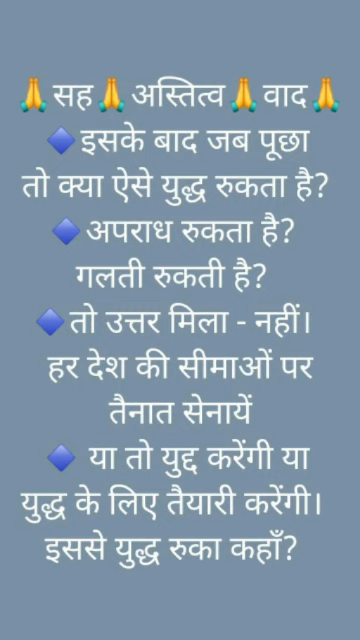 🙏सह🙏अस्तित्व🙏वाद🙏
🔷इसके बाद जब पूछा
तो क्या ऐसे युद्ध रुकता है?
🔷अपराध रुकता है?
गलती रुकती है?
🔷तो उत्तर मिला - नहीं।
हर देश की सीमाओं पर
तैनात सेनायें
🔷 या तो युद्द करेंगी या
युद्ध के लिए तैयारी करेंगी।
इससे युद्ध रुका कहाँ?